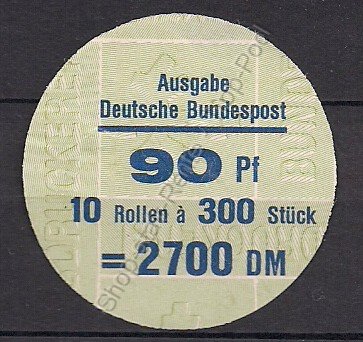 Ausgabe
Deutsche Bundespost
90 Pf
10 Rollen à 300 Stück
= 2700 DM